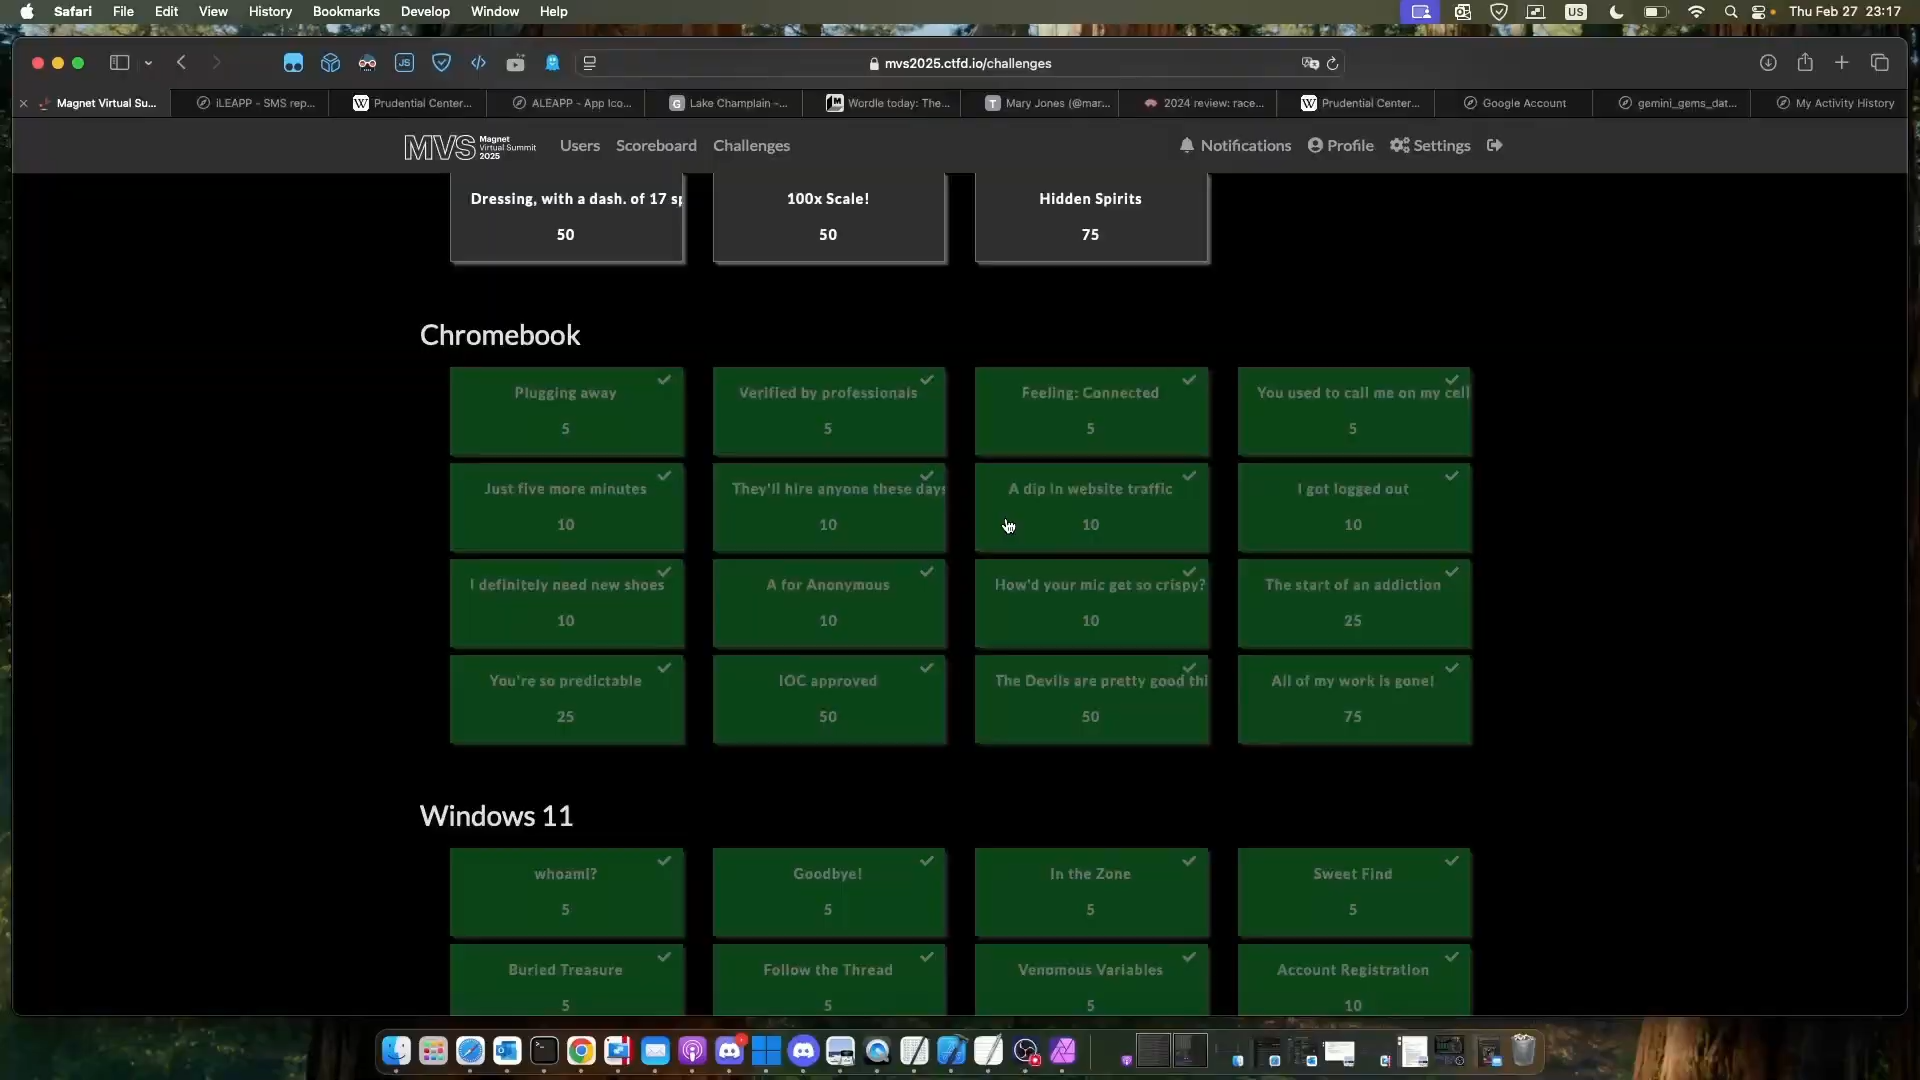 Safari File Edit View History Bookmarks Develop Window Help US Thu Feb 27 23:17
mvs2025.ctfd.io/challenges
Magnet Virtual Su... iLEAPP - SMS rep... Prudential Center... ALEAPP - App Ico... Lake Champlain -... Wordle today: The... Mary Jones (@mar... 2024 review: race... Prudential Center... Google Account gemini_gems_dat... My Activity History
MVS Magnet Virtual Summit 2025 Users Scoreboard Challenges Notifications Profile Settings
Dressing, with a dash. of 17 sp 100x Scale! Hidden Spirits
50 50 75
Chromebook
Plugging away Verified by professionals Feeling: Connected You used to call me on my cell
5 5 5 5
Just five more minutes They'll hire anyone these days A dip in website traffic I got logged out
10 10 10 10
I definitely need new shoes A for Anonymous How'd your mic get so crispy? The start of an addiction
10 10 10 25
You're so predictable IOC approved The Devils are pretty good thi All of my work is gone!
25 50 50 75
Windows 11
whoami? Goodbye! In the Zone Sweet Find
5 5 5 5
Buried Treasure Follow the Thread Venomous Variables Account Registration
5 5 5 10